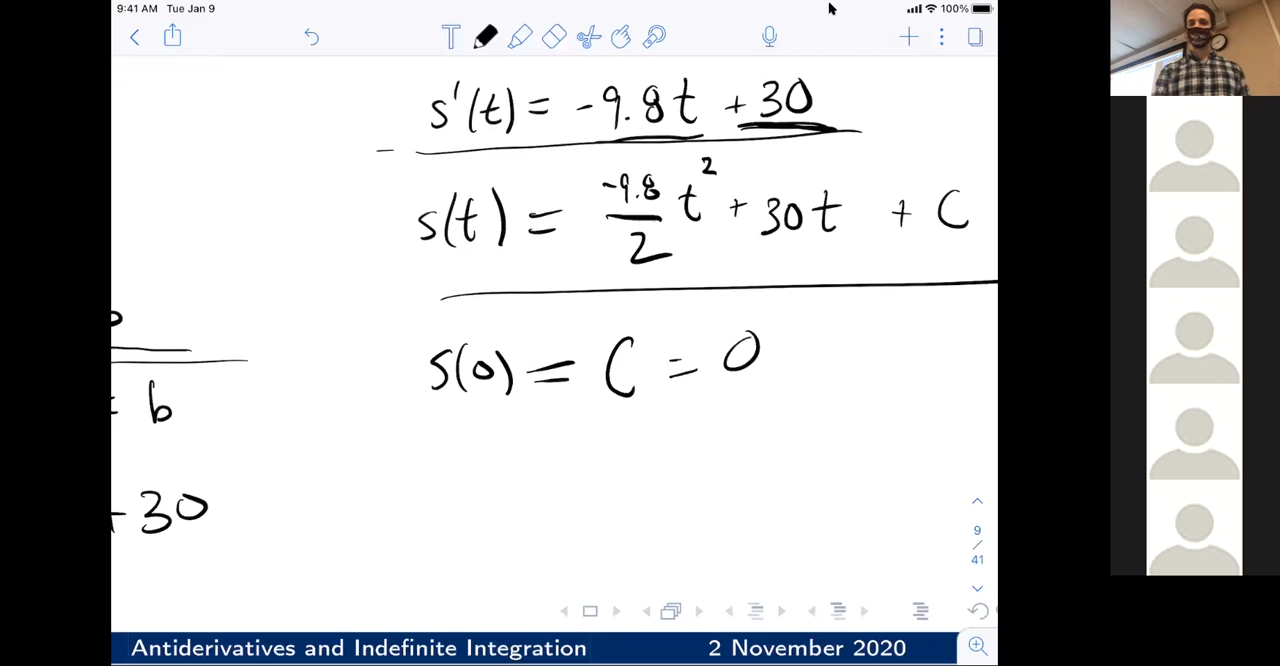 9:41 AM Tue Jan 9
100%
s'(t) = -9.8t +30
s(t) = -9.8/2 t² + 30t + C
s(0) = C = 0
= b
+ 30
9
/
41
Antiderivatives and Indefinite Integration 2 November 2020